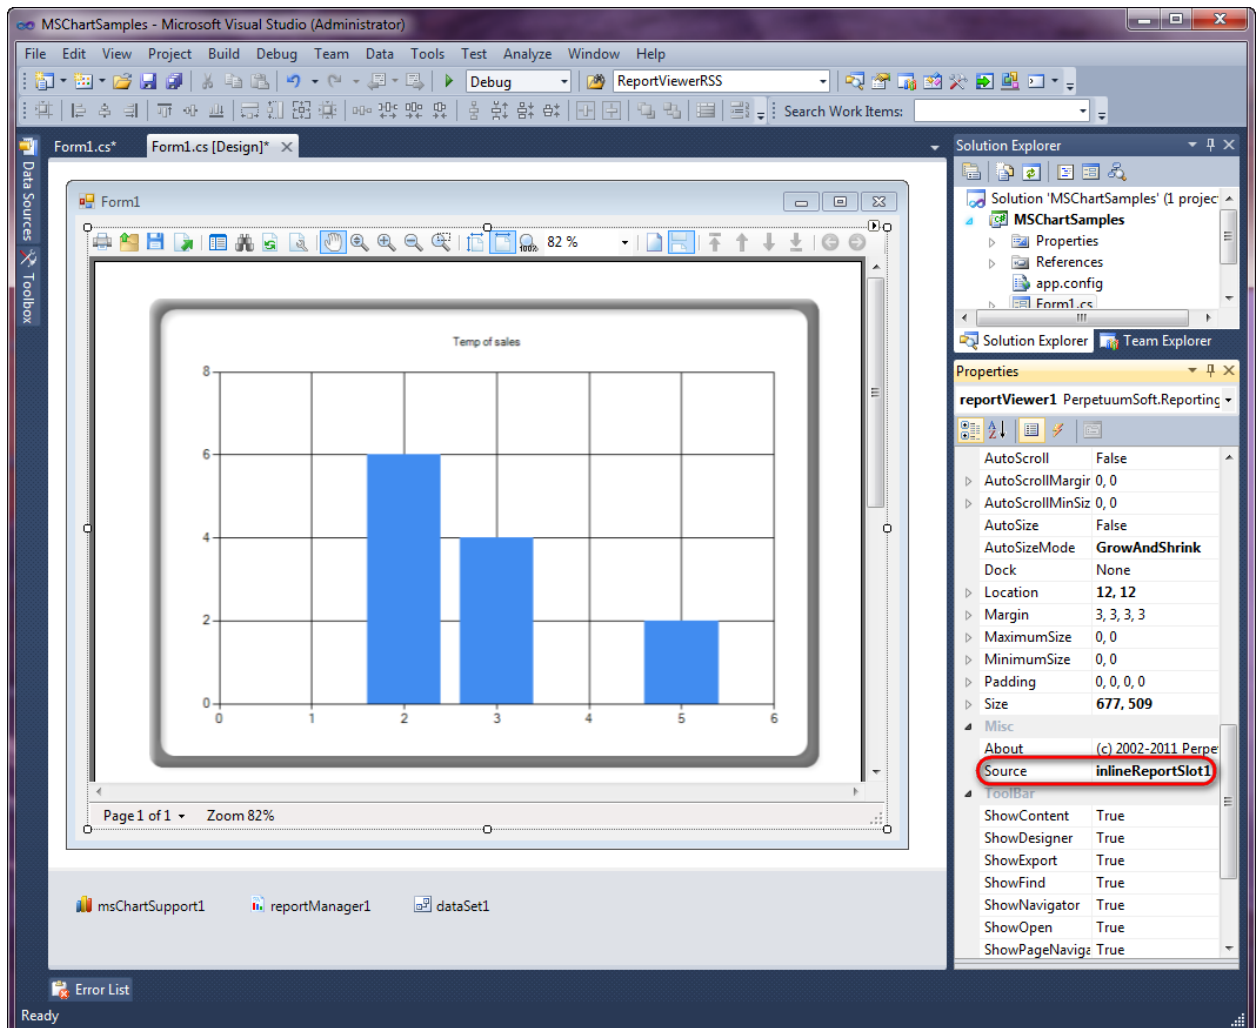 MSChartSamples - Microsoft Visual Studio (Administrator)
File Edit View Project Build Debug Team Data Tools Test Analyze Window Help
Debug ReportViewerRSS
Search Work Items:
Data Sources
Toolbox
Form1.cs* Form1.cs [Design]*
Form1
82 %
100%
Temp of sales
8
6
4
2
0
0 1 2 3 4 5 6
Page 1 of 1 Zoom 82%
msChartSupport1 reportManager1 dataSet1
Solution Explorer
Solution 'MSChartSamples' (1 projec
MSChartSamples
Properties
References
app.config
Form1.cs
Solution Explorer Team Explorer
Properties
reportViewer1 PerpetuumSoft.Reporting
AutoScroll False
AutoScrollMargin 0, 0
AutoScrollMinSiz 0, 0
AutoSize False
AutoSizeMode GrowAndShrink
Dock None
Location 12, 12
Margin 3, 3, 3, 3
MaximumSize 0, 0
MinimumSize 0, 0
Padding 0, 0, 0, 0
Size 677, 509
Misc
About (c) 2002-2011 Perpe
Source inlineReportSlot1
ToolBar
ShowContent True
ShowDesigner True
ShowExport True
ShowFind True
ShowNavigator True
ShowOpen True
ShowPageNaviga True
Error List
Ready